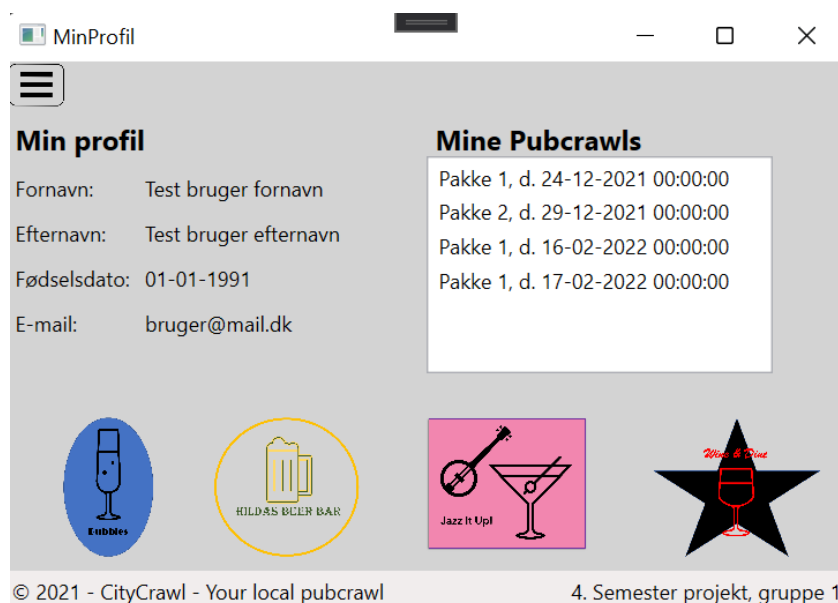 MinProfil
Min profil
Fornavn: Test bruger fornavn
Efternavn: Test bruger efternavn
Fødselsdato: 01-01-1991
E-mail: bruger@mail.dk
Mine Pubcrawls
Pakke 1, d. 24-12-2021 00:00:00
Pakke 2, d. 29-12-2021 00:00:00
Pakke 1, d. 16-02-2022 00:00:00
Pakke 1, d. 17-02-2022 00:00:00
Bubbles
HILDAS BEER BAR
Jazz It Up!
Wine & Dine
© 2021 - CityCrawl - Your local pubcrawl
4. Semester projekt, gruppe 1